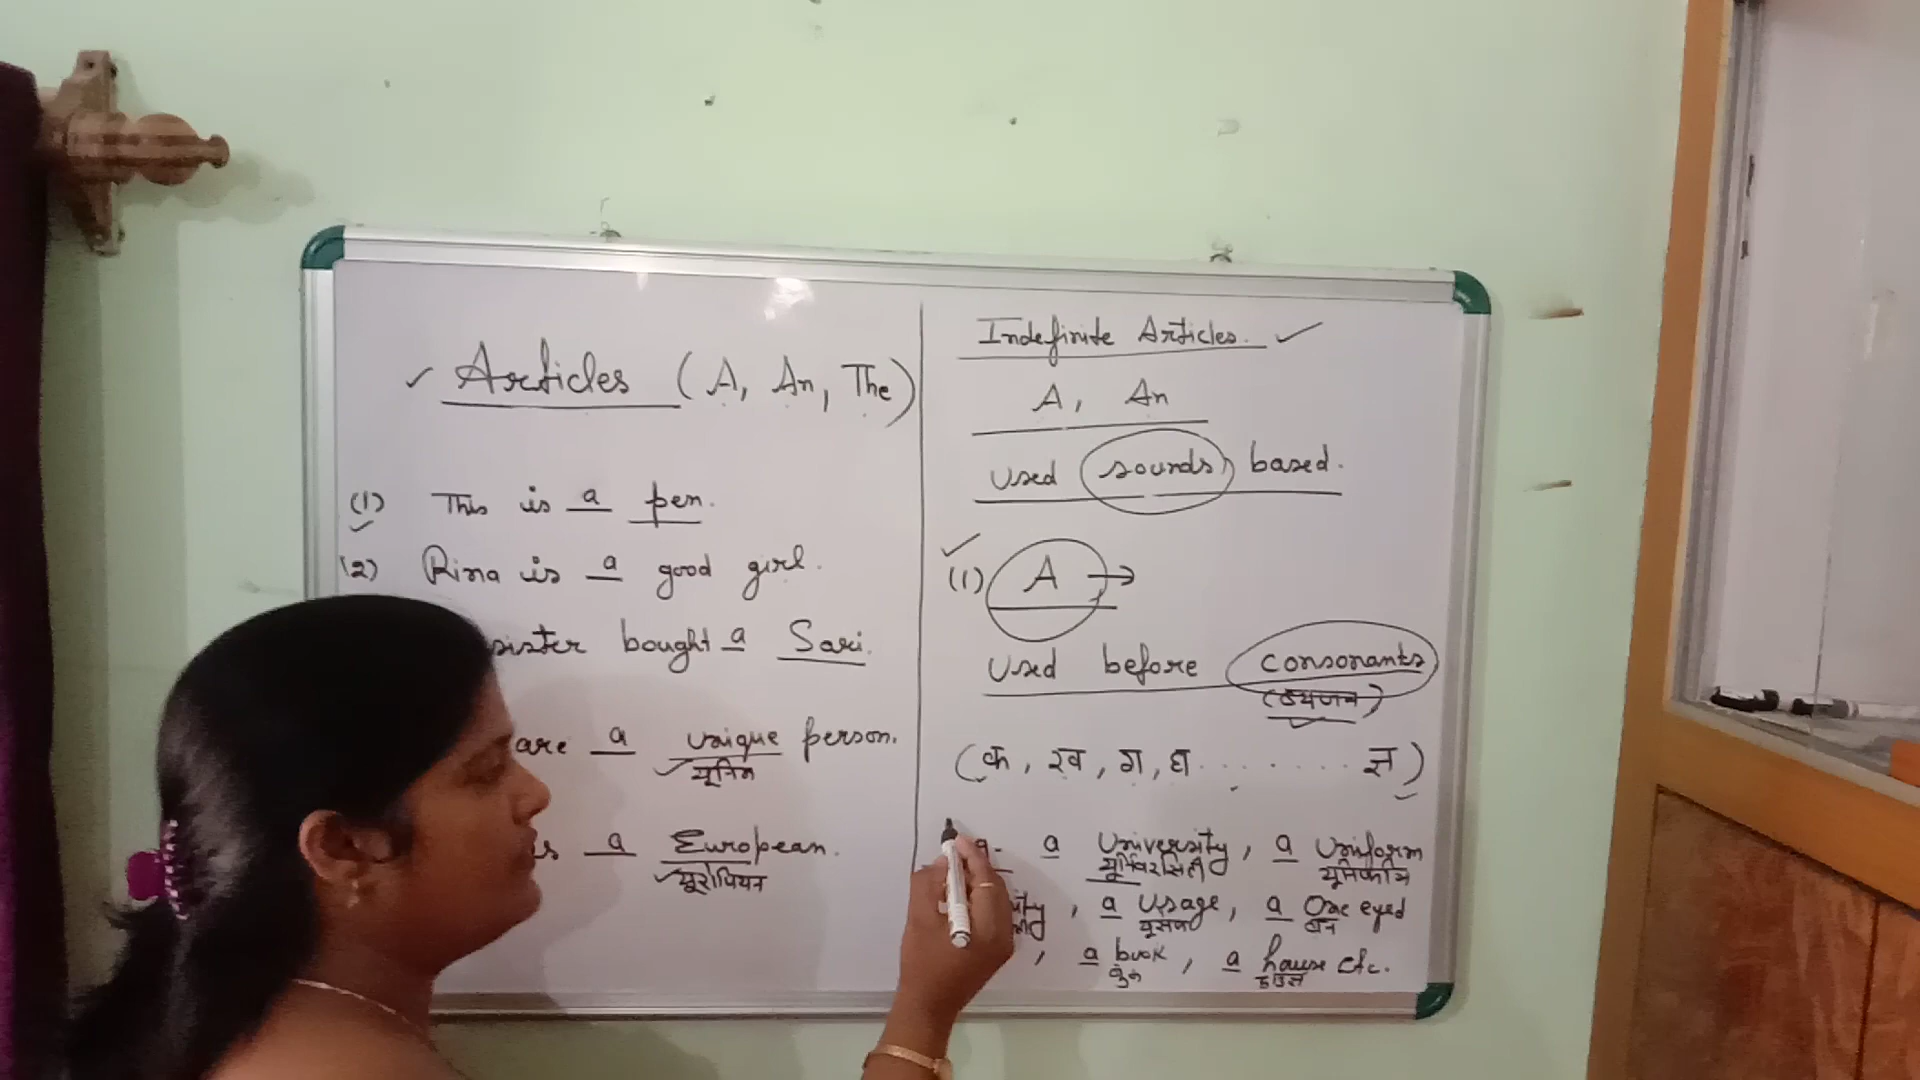 Articles (A, An, The)
(1) This is a pen.
(2) Rina is a good girl.
sister bought a Sari.
are a unique person.
यूनिक
is a European.
यूरोपियन
Indefinite Articles.
A, An
Used sounds based.
(1) A →
Used before consonants
(व्यंजन)
(क, ख, ग, घ ........ ज्ञ)
a University, a Uniform
यूनिवरसिटी
a Usage, a One eyed
वन
, a book, a house etc.
बुक हाउस